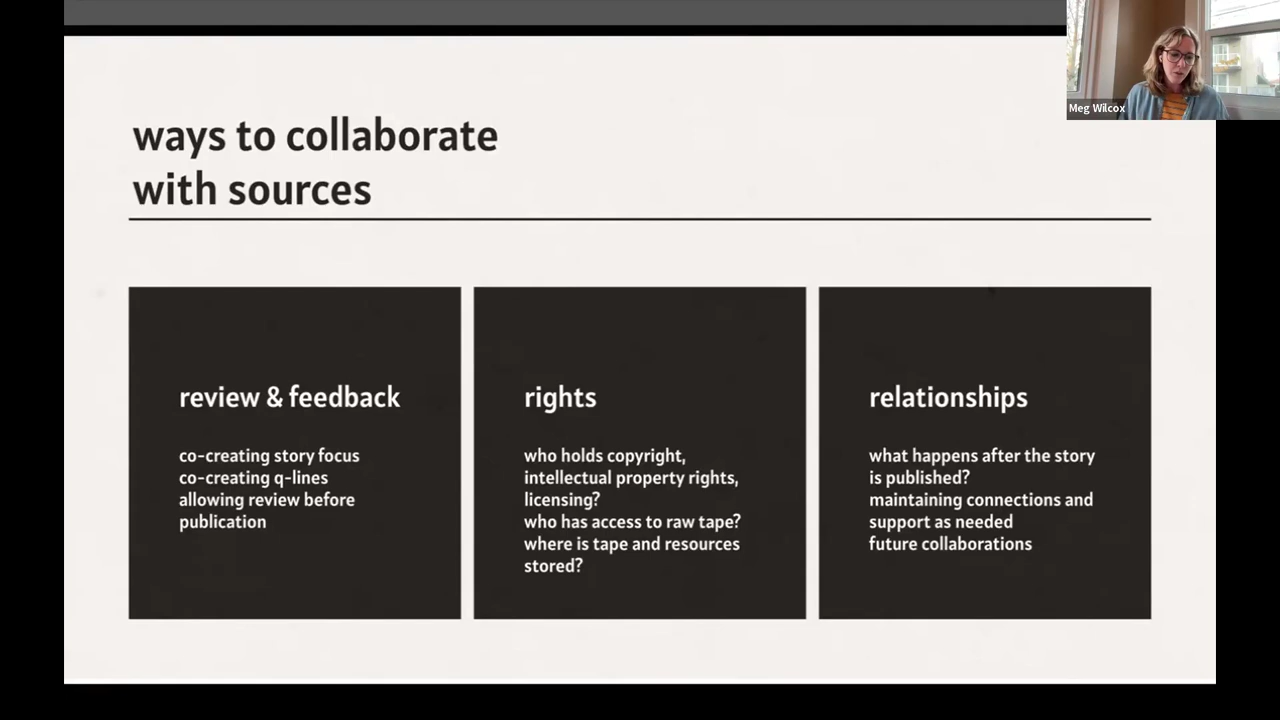 Meg Wilcox
ways to collaborate
with sources
review & feedback
co-creating story focus
co-creating q-lines
allowing review before
publication
rights
who holds copyright,
intellectual property rights,
licensing?
who has access to raw tape?
where is tape and resources
stored?
relationships
what happens after the story
is published?
maintaining connections and
support as needed
future collaborations